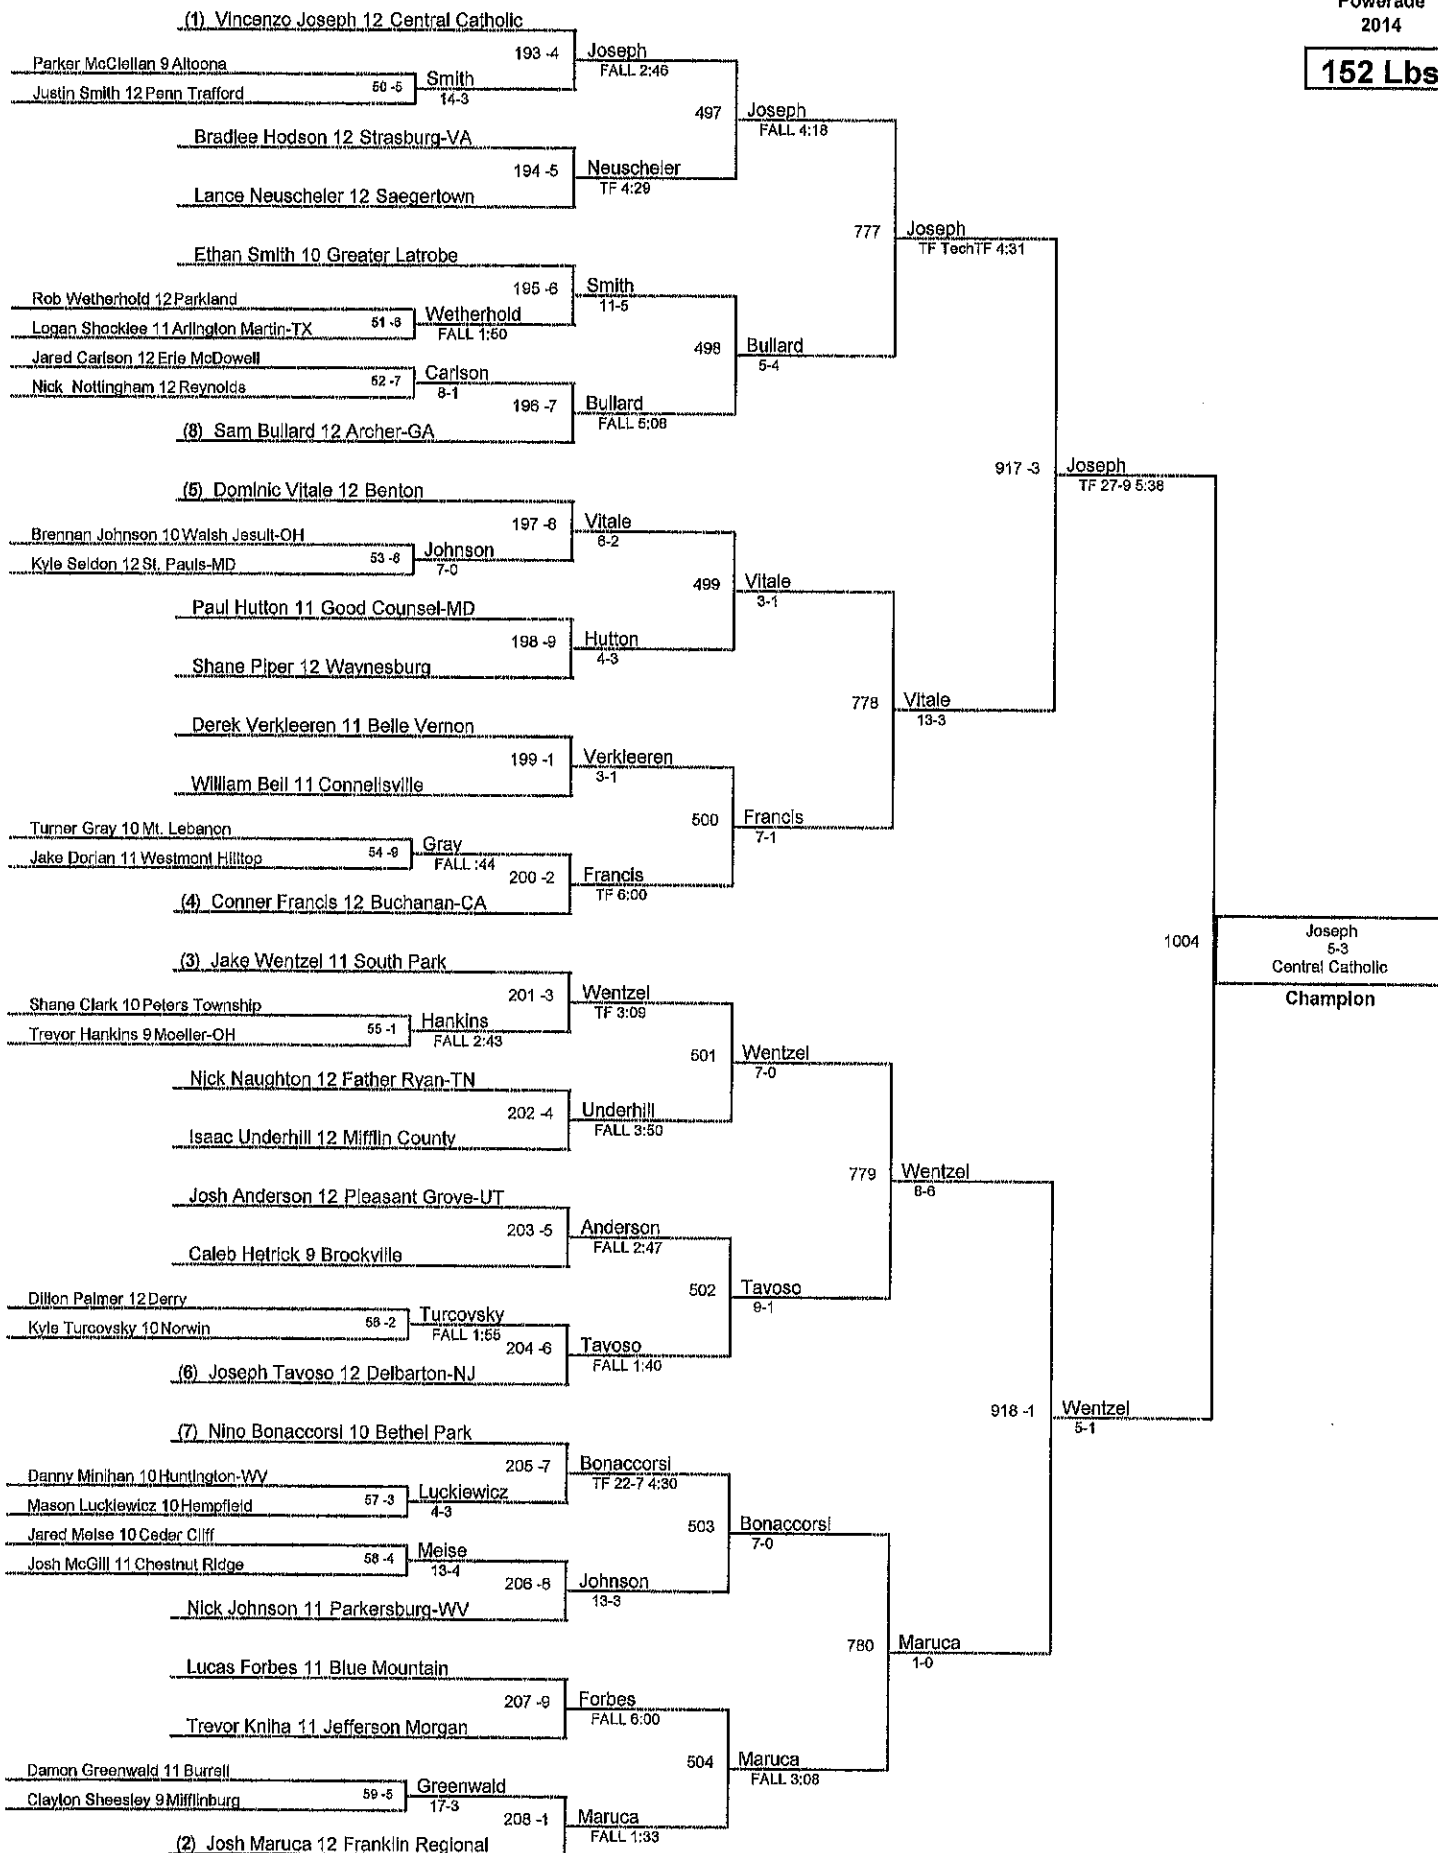 Powerade
2014
152 Lbs
(1) Vincenzo Joseph 12 Central Catholic
193 -4
Joseph
FALL 2:46
Parker McClellan 9 Altoona
50 -5
Smith
14-3
Justin Smith 12 Penn Trafford
497
Joseph
FALL 4:18
Bradlee Hodson 12 Strasburg-VA
194 -5
Neuscheler
TF 4:29
Lance Neuscheler 12 Saegertown
777
Joseph
TF TechTF 4:31
Ethan Smith 10 Greater Latrobe
195 -6
Smith
11-5
Rob Wetherhold 12 Parkland
51 -6
Wetherhold
FALL 1:50
Logan Shocklee 11 Arlington Martin-TX
498
Bullard
5-4
Jared Carlson 12 Erie McDowell
52 -7
Carlson
8-1
Nick Nottingham 12 Reynolds
196 -7
Bullard
FALL 5:08
(8) Sam Bullard 12 Archer-GA
917 -3
Joseph
TF 27-9 5:38
(5) Dominic Vitale 12 Benton
197 -8
Vitale
6-2
Brennan Johnson 10 Walsh Jesuit-OH
53 -8
Johnson
7-0
Kyle Seldon 12 St. Pauls-MD
499
Vitale
3-1
Paul Hutton 11 Good Counsel-MD
198 -9
Hutton
4-3
Shane Piper 12 Waynesburg
778
Vitale
13-3
Derek Verkleeren 11 Belle Vernon
199 -1
Verkleeren
3-1
William Beil 11 Connellsville
500
Francis
7-1
Turner Gray 10 Mt. Lebanon
54 -9
Gray
FALL :44
Jake Dorian 11 Westmont Hilltop
200 -2
Francis
TF 6:00
(4) Conner Francis 12 Buchanan-CA
1004
Joseph
5-3
Central Catholic
Champion
(3) Jake Wentzel 11 South Park
201 -3
Wentzel
TF 3:09
Shane Clark 10 Peters Township
55 -1
Hankins
FALL 2:43
Trevor Hankins 9 Moeller-OH
501
Wentzel
7-0
Nick Naughton 12 Father Ryan-TN
202 -4
Underhill
FALL 3:50
Isaac Underhill 12 Mifflin County
779
Wentzel
8-6
Josh Anderson 12 Pleasant Grove-UT
203 -5
Anderson
FALL 2:47
Caleb Hetrick 9 Brookville
502
Tavoso
9-1
Dillon Palmer 12 Derry
56 -2
Turcovsky
FALL 1:55
Kyle Turcovsky 10 Norwin
204 -6
Tavoso
FALL 1:40
(6) Joseph Tavoso 12 Delbarton-NJ
918 -1
Wentzel
5-1
(7) Nino Bonaccorsi 10 Bethel Park
205 -7
Bonaccorsi
TF 22-7 4:30
Danny Minihan 10 Huntington-WV
57 -3
Luckiewicz
4-3
Mason Luckiewicz 10 Hempfield
503
Bonaccorsi
7-0
Jared Meise 10 Cedar Cliff
58 -4
Meise
13-4
Josh McGill 11 Chestnut Ridge
206 -8
Johnson
13-3
Nick Johnson 11 Parkersburg-WV
780
Maruca
1-0
Lucas Forbes 11 Blue Mountain
207 -9
Forbes
FALL 6:00
Trevor Kniha 11 Jefferson Morgan
504
Maruca
FALL 3:08
Damon Greenwald 11 Burrell
59 -5
Greenwald
17-3
Clayton Sheesley 9 Mifflinburg
208 -1
Maruca
FALL 1:33
(2) Josh Maruca 12 Franklin Regional